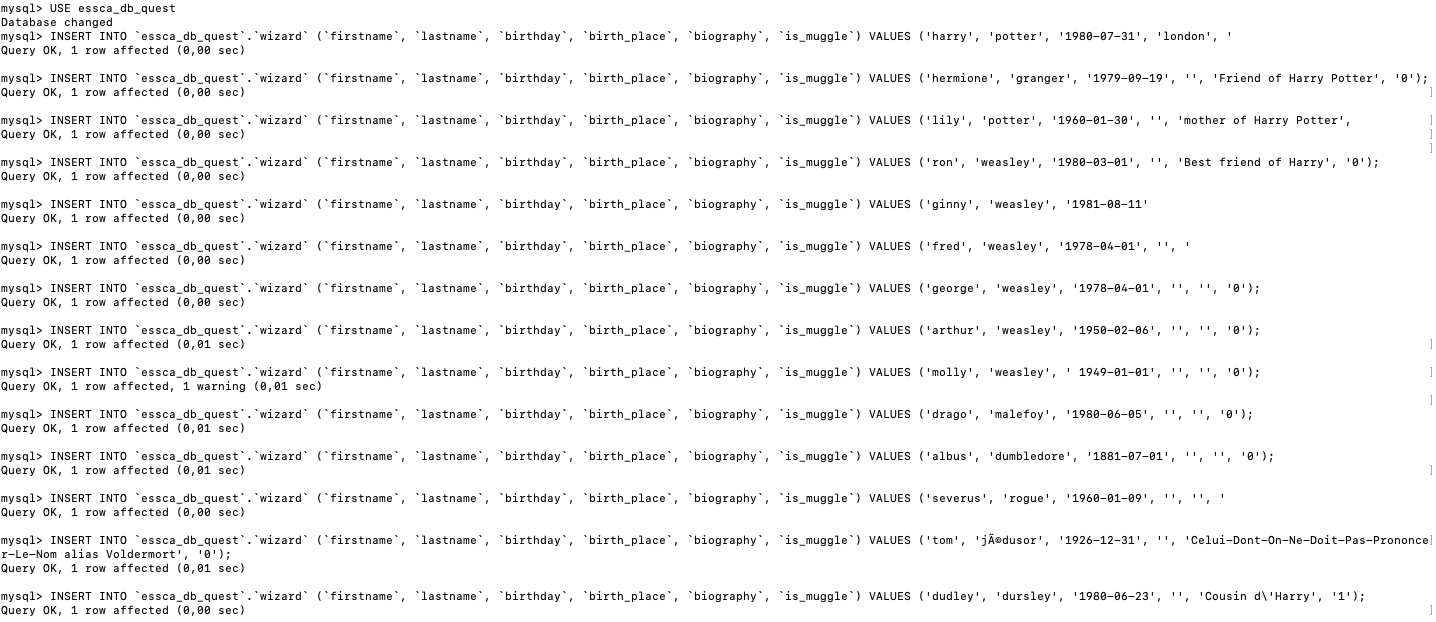 mysql> USE essca_db_quest
Database changed
mysql> INSERT INTO `essca_db_quest`.`wizard` (`firstname`, `lastname`, `birthday`, `birth_place`, `biography`, `is_muggle`) VALUES ('harry', 'potter', '1980-07-31', 'london', '
Query OK, 1 row affected (0,00 sec)
mysql> INSERT INTO `essca_db_quest`.`wizard` (`firstname`, `lastname`, `birthday`, `birth_place`, `biography`, `is_muggle`) VALUES ('hermione', 'granger', '1979-09-19', '', 'Friend of Harry Potter', '0');
Query OK, 1 row affected (0,00 sec)
mysql> INSERT INTO `essca_db_quest`.`wizard` (`firstname`, `lastname`, `birthday`, `birth_place`, `biography`, `is_muggle`) VALUES ('lily', 'potter', '1960-01-30', '', 'mother of Harry Potter',
Query OK, 1 row affected (0,00 sec)
mysql> INSERT INTO `essca_db_quest`.`wizard` (`firstname`, `lastname`, `birthday`, `birth_place`, `biography`, `is_muggle`) VALUES ('ron', 'weasley', '1980-03-01', '', 'Best friend of Harry', '0');
Query OK, 1 row affected (0,00 sec)
mysql> INSERT INTO `essca_db_quest`.`wizard` (`firstname`, `lastname`, `birthday`, `birth_place`, `biography`, `is_muggle`) VALUES ('ginny', 'weasley', '1981-08-11'
Query OK, 1 row affected (0,00 sec)
mysql> INSERT INTO `essca_db_quest`.`wizard` (`firstname`, `lastname`, `birthday`, `birth_place`, `biography`, `is_muggle`) VALUES ('fred', 'weasley', '1978-04-01', '', '
Query OK, 1 row affected (0,00 sec)
mysql> INSERT INTO `essca_db_quest`.`wizard` (`firstname`, `lastname`, `birthday`, `birth_place`, `biography`, `is_muggle`) VALUES ('george', 'weasley', '1978-04-01', '', '', '0');
Query OK, 1 row affected (0,00 sec)
mysql> INSERT INTO `essca_db_quest`.`wizard` (`firstname`, `lastname`, `birthday`, `birth_place`, `biography`, `is_muggle`) VALUES ('arthur', 'weasley', '1950-02-06', '', '', '0');
Query OK, 1 row affected (0,01 sec)
mysql> INSERT INTO `essca_db_quest`.`wizard` (`firstname`, `lastname`, `birthday`, `birth_place`, `biography`, `is_muggle`) VALUES ('molly', 'weasley', ' 1949-01-01', '', '', '0');
Query OK, 1 row affected, 1 warning (0,01 sec)
mysql> INSERT INTO `essca_db_quest`.`wizard` (`firstname`, `lastname`, `birthday`, `birth_place`, `biography`, `is_muggle`) VALUES ('drago', 'malefoy', '1980-06-05', '', '', '0');
Query OK, 1 row affected (0,01 sec)
mysql> INSERT INTO `essca_db_quest`.`wizard` (`firstname`, `lastname`, `birthday`, `birth_place`, `biography`, `is_muggle`) VALUES ('albus', 'dumbledore', '1881-07-01', '', '', '0');
Query OK, 1 row affected (0,01 sec)
mysql> INSERT INTO `essca_db_quest`.`wizard` (`firstname`, `lastname`, `birthday`, `birth_place`, `biography`, `is_muggle`) VALUES ('severus', 'rogue', '1960-01-09', '', '', '
Query OK, 1 row affected (0,00 sec)
mysql> INSERT INTO `essca_db_quest`.`wizard` (`firstname`, `lastname`, `birthday`, `birth_place`, `biography`, `is_muggle`) VALUES ('tom', 'jÃ©dusor', '1926-12-31', '', 'Celui-Dont-On-Ne-Doit-Pas-Prononce]
r-Le-Nom alias Voldermort', '0');
Query OK, 1 row affected (0,01 sec)
mysql> INSERT INTO `essca_db_quest`.`wizard` (`firstname`, `lastname`, `birthday`, `birth_place`, `biography`, `is_muggle`) VALUES ('dudley', 'dursley', '1980-06-23', '', 'Cousin d\'Harry', '1');
Query OK, 1 row affected (0,00 sec)